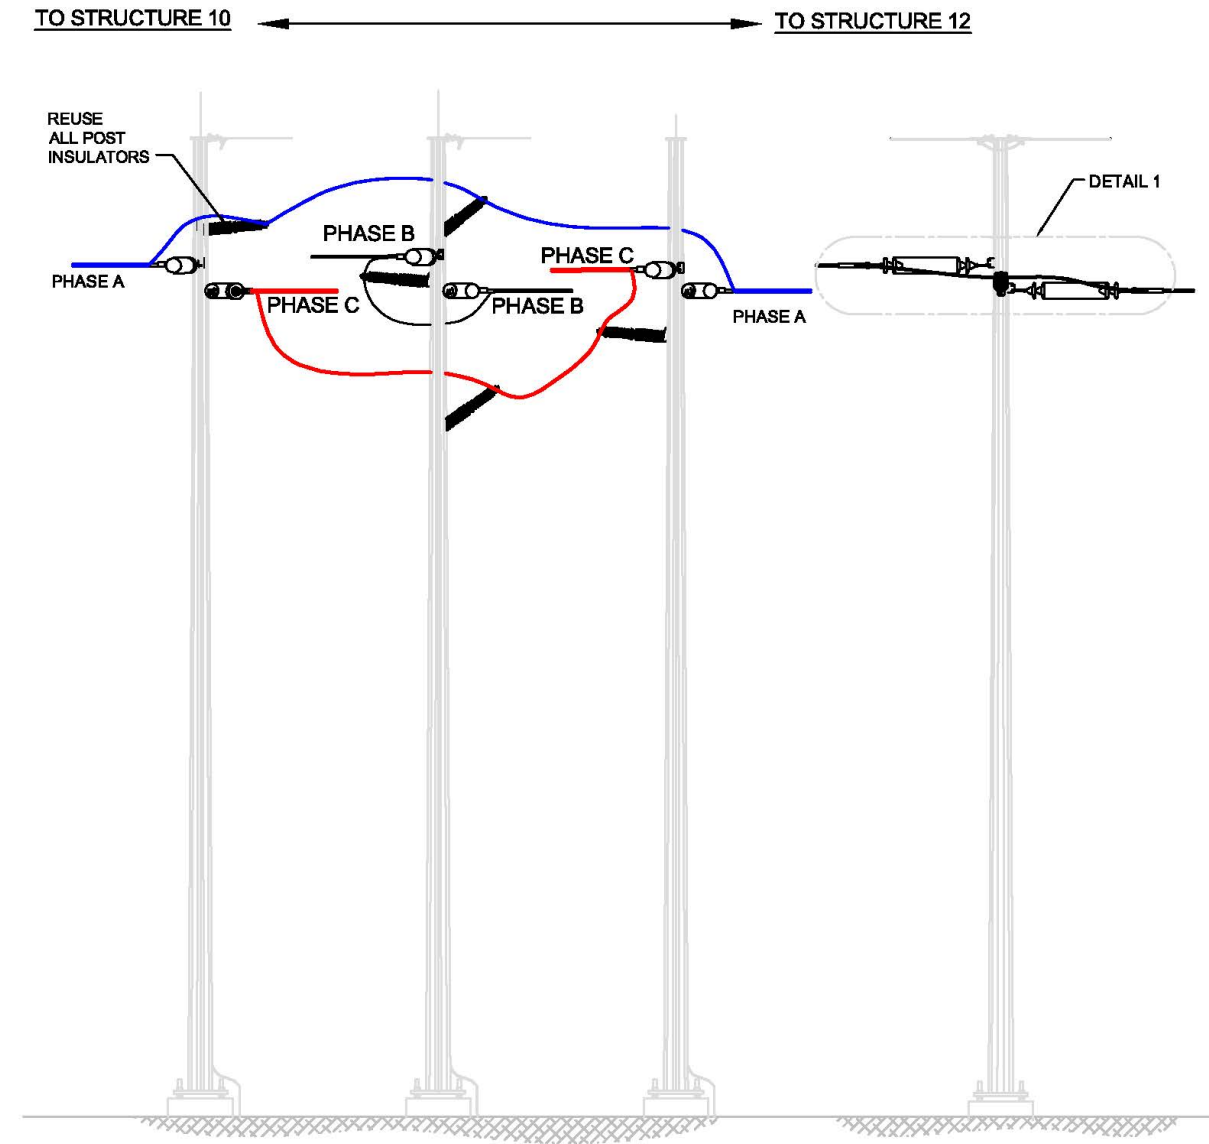 TO STRUCTURE 10
TO STRUCTURE 12
REUSE
ALL POST
INSULATORS
DETAIL 1
PHASE B
PHASE C
PHASE A
PHASE C
PHASE B
PHASE A